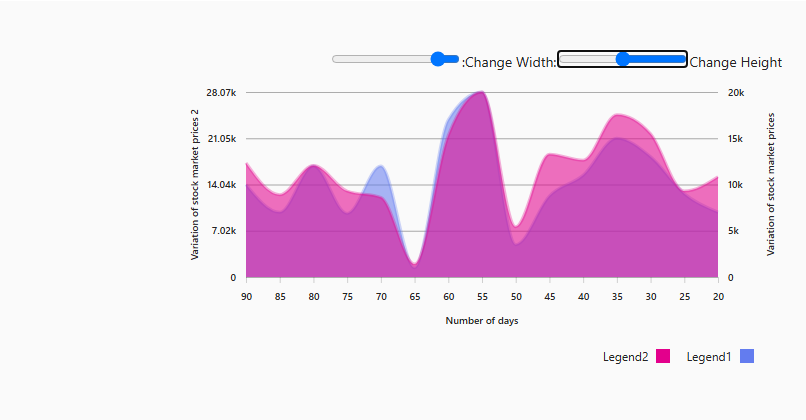 :Change Width:
Change Height
Variation of stock market prices 2
28.07k
21.05k
14.04k
7.02k
0
20k
15k
10k
5k
0
Variation of stock market prices
90 85 80 75 70 65 60 55 50 45 40 35 30 25 20
Number of days
Legend2 Legend1